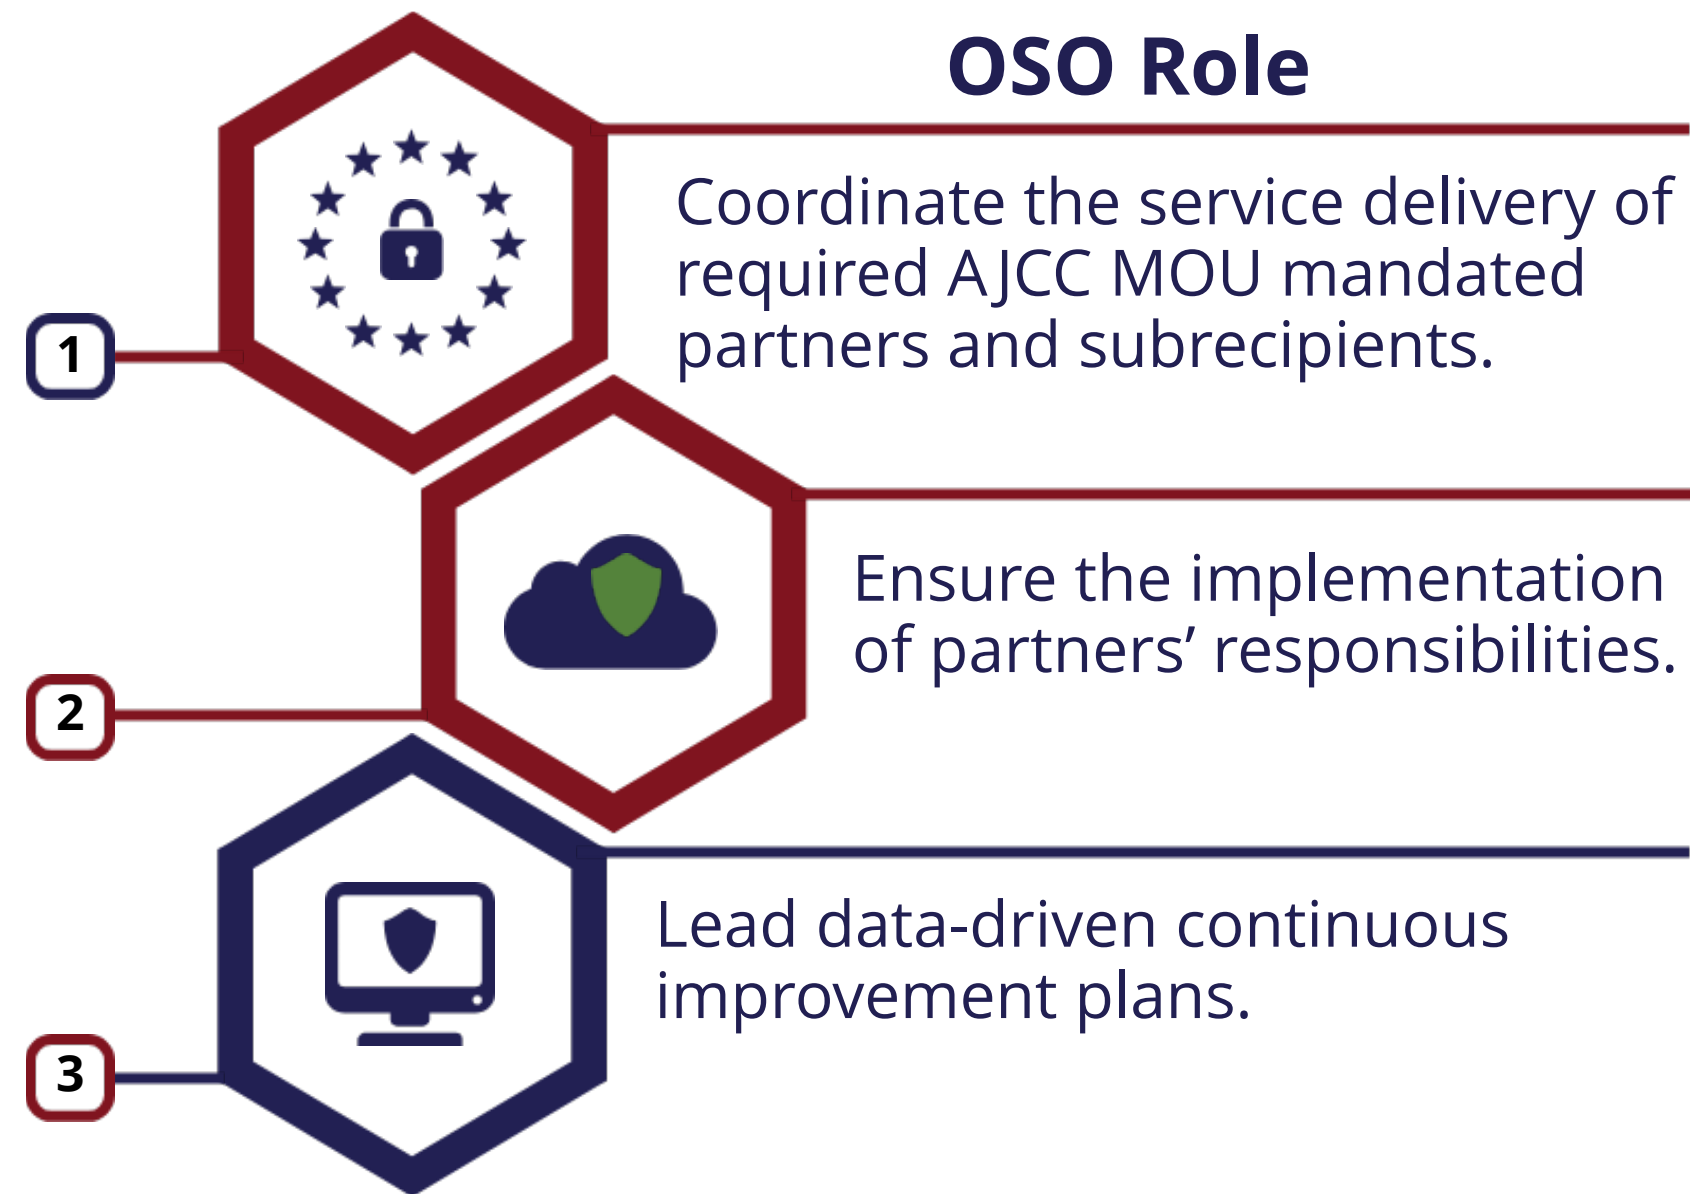 OSO Role
Coordinate the service delivery of
required AJCC MOU mandated
partners and subrecipients.
1
Ensure the implementation
of partners’ responsibilities.
2
Lead data-driven continuous
improvement plans.
3